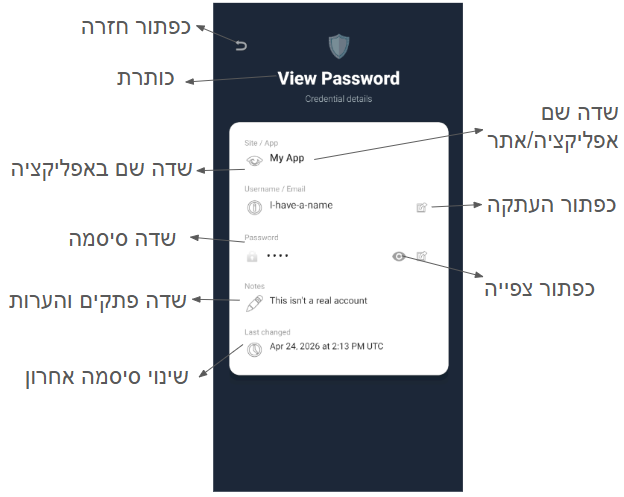 כפתור חזרה
כותרת
View Password
Credential details
שדה שם
אפליקציה/אתר
Site / App
My App
שדה שם באפליקציה
Username / Email
I-have-a-name
כפתור העתקה
שדה סיסמה
Password
••••
כפתור צפייה
Notes
This isn't a real account
שדה פתקים והערות
Last changed
Apr 24, 2026 at 2:13 PM UTC
שינוי סיסמה אחרון